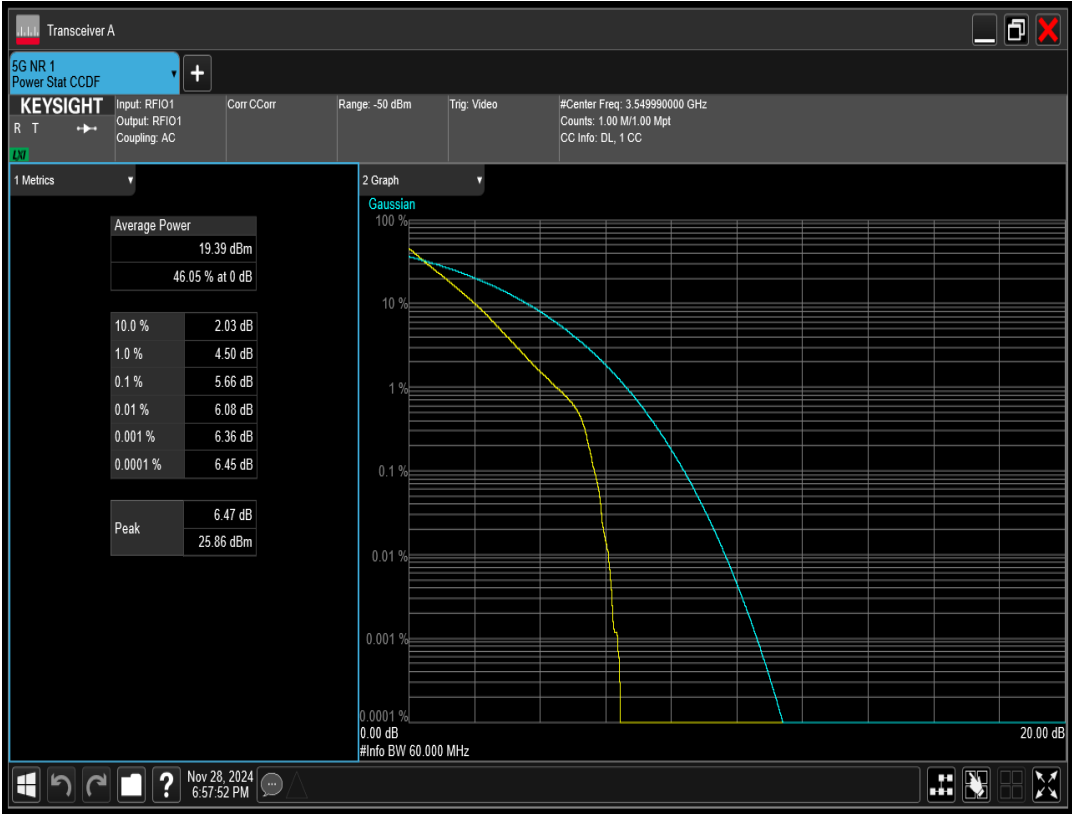 Transceiver A
5G NR 1
Power Stat CCDF
KEYSIGHT
R T
LXI
Input: RFIO1
Output: RFIO1
Coupling: AC
Corr CCorr
Range: -50 dBm
Trig: Video
#Center Freq: 3.549990000 GHz
Counts: 1.00 M/1.00 Mpt
CC Info: DL, 1 CC
1 Metrics
Average Power
19.39 dBm
46.05 % at 0 dB
10.0 % 2.03 dB
1.0 % 4.50 dB
0.1 % 5.66 dB
0.01 % 6.08 dB
0.001 % 6.36 dB
0.0001 % 6.45 dB
Peak
6.47 dB
25.86 dBm
2 Graph
Gaussian
100 %
10 %
1 %
0.1 %
0.01 %
0.001 %
0.0001 %
0.00 dB 20.00 dB
#Info BW 60.000 MHz
?
Nov 28, 2024
6:57:52 PM